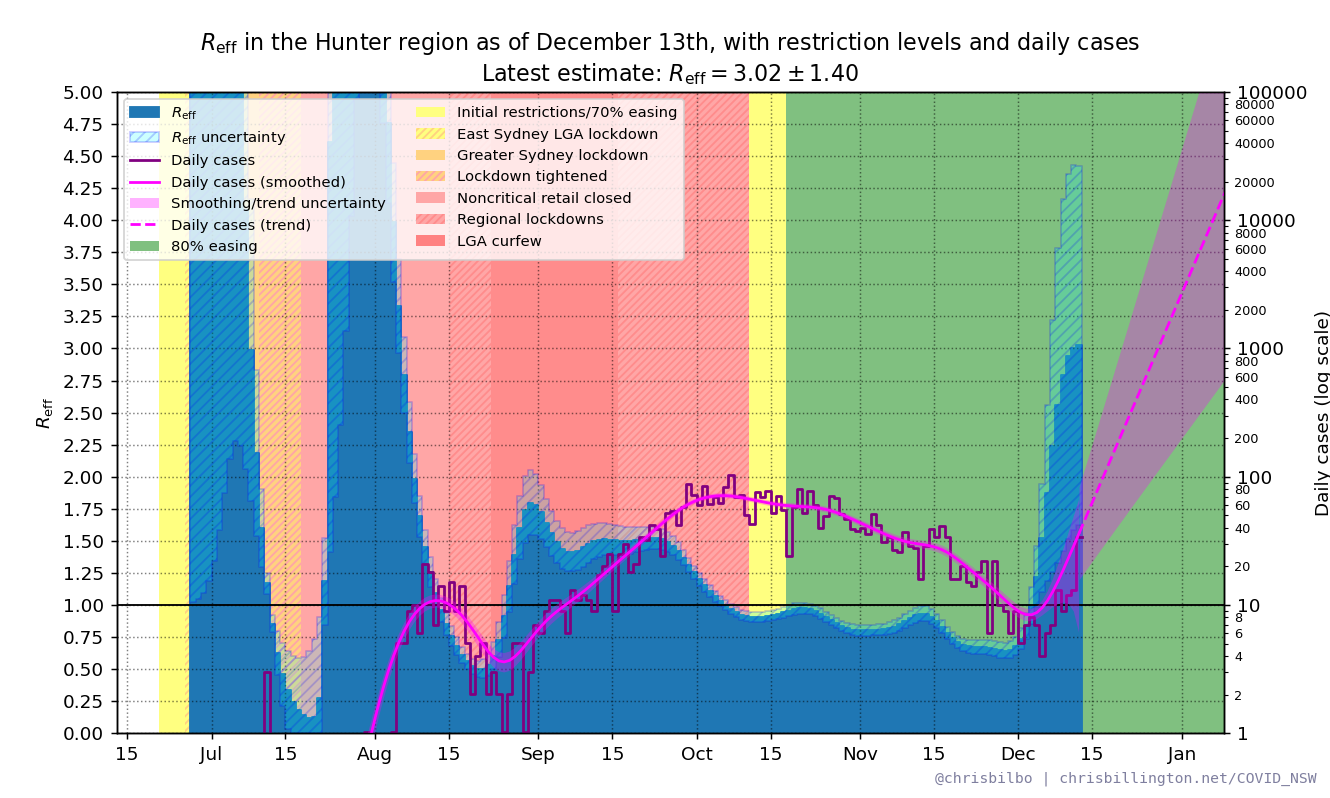 R_eff in the Hunter region as of December 13th, with restriction levels and daily cases
Latest estimate: R_eff = 3.02 ± 1.40
R_eff
R_eff uncertainty
Daily cases
Daily cases (smoothed)
Smoothing/trend uncertainty
Daily cases (trend)
80% easing
Initial restrictions/70% easing
East Sydney LGA lockdown
Greater Sydney lockdown
Lockdown tightened
Noncritical retail closed
Regional lockdowns
LGA curfew
R_eff
5.00
4.75
4.50
4.25
4.00
3.75
3.50
3.25
3.00
2.75
2.50
2.25
2.00
1.75
1.50
1.25
1.00
0.75
0.50
0.25
0.00
15 Jul 15 Aug 15 Sep 15 Oct 15 Nov 15 Dec 15 Jan
100000
80000
60000
40000
20000
10000
8000
6000
4000
2000
1000
800
600
400
200
100
80
60
40
20
10
8
6
4
2
1
Daily cases (log scale)
@chrisbilbo | chrisbillington.net/COVID_NSW